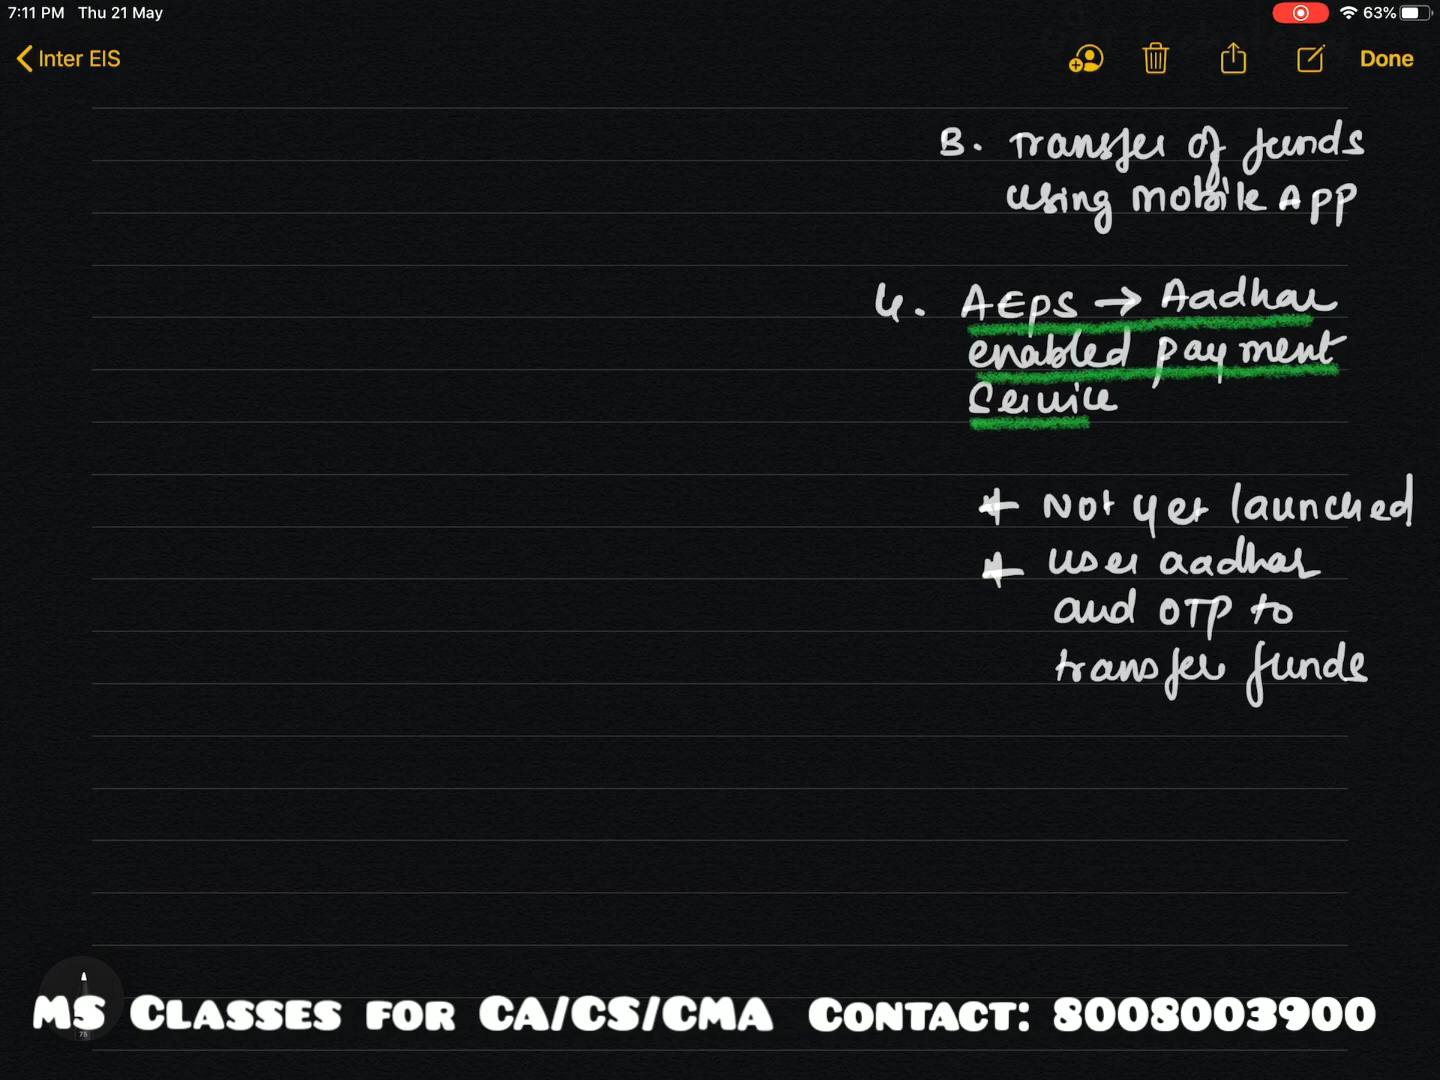 7:11 PM Thu 21 May
63%
Inter EIS
Done
B. Transfer of funds
using mobile App
4. AEPS → Aadhar
enabled payment
Service
* Not yet launched
* user aadhar
and OTP to
transfer funds
75
MS Classes for CA/CS/CMA Contact: 8008003900